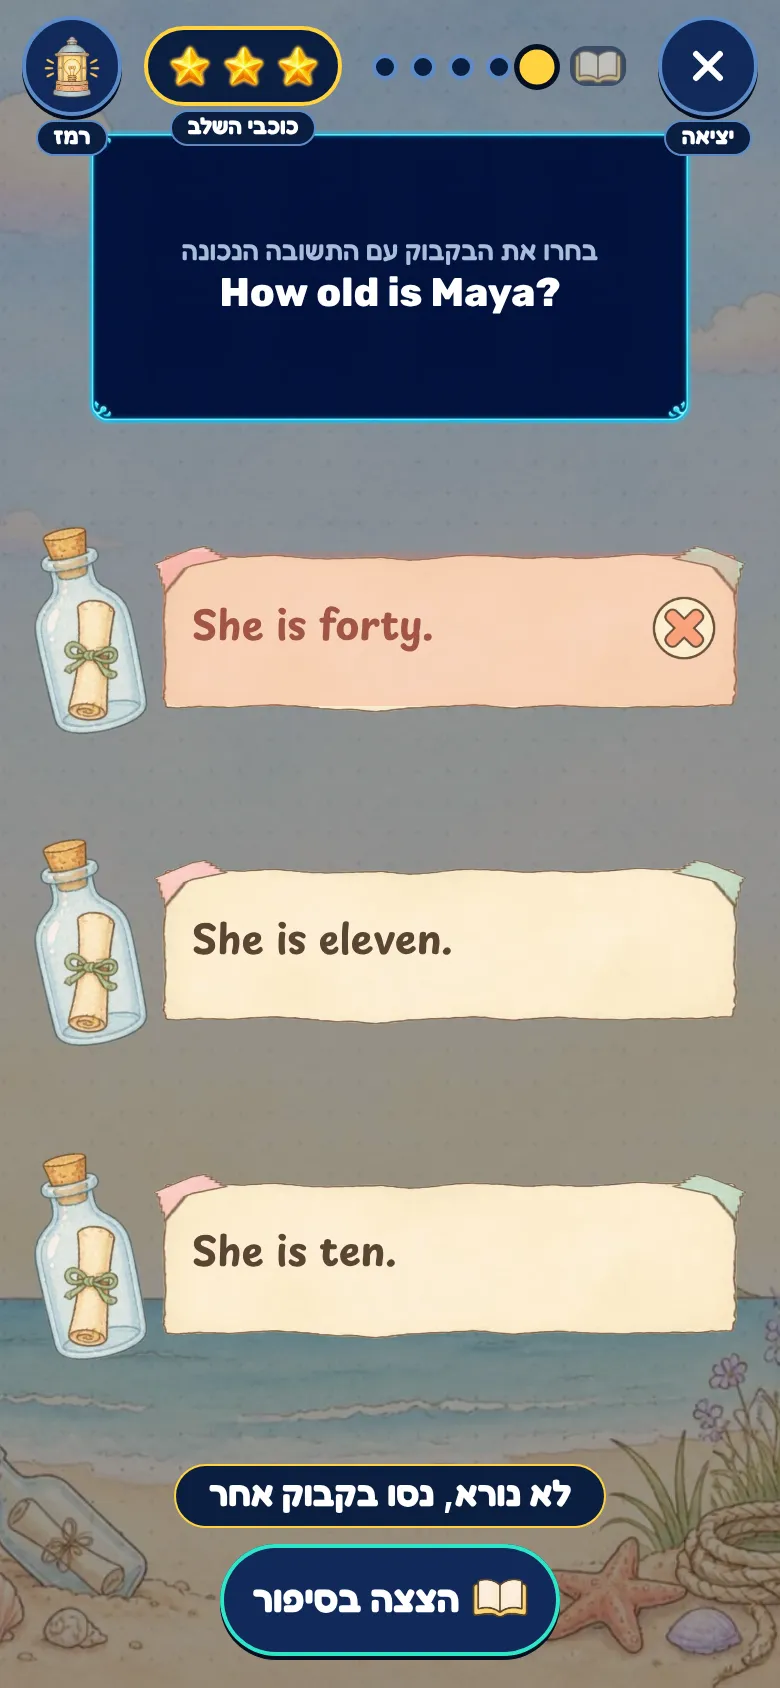 רמז
כוכבי השלב
יציאה
בחרו את הבקבוק עם התשובה הנכונה
How old is Maya?
She is forty.
She is eleven.
She is ten.
לא נורא, נסו בקבוק אחר
הצצה בסיפור